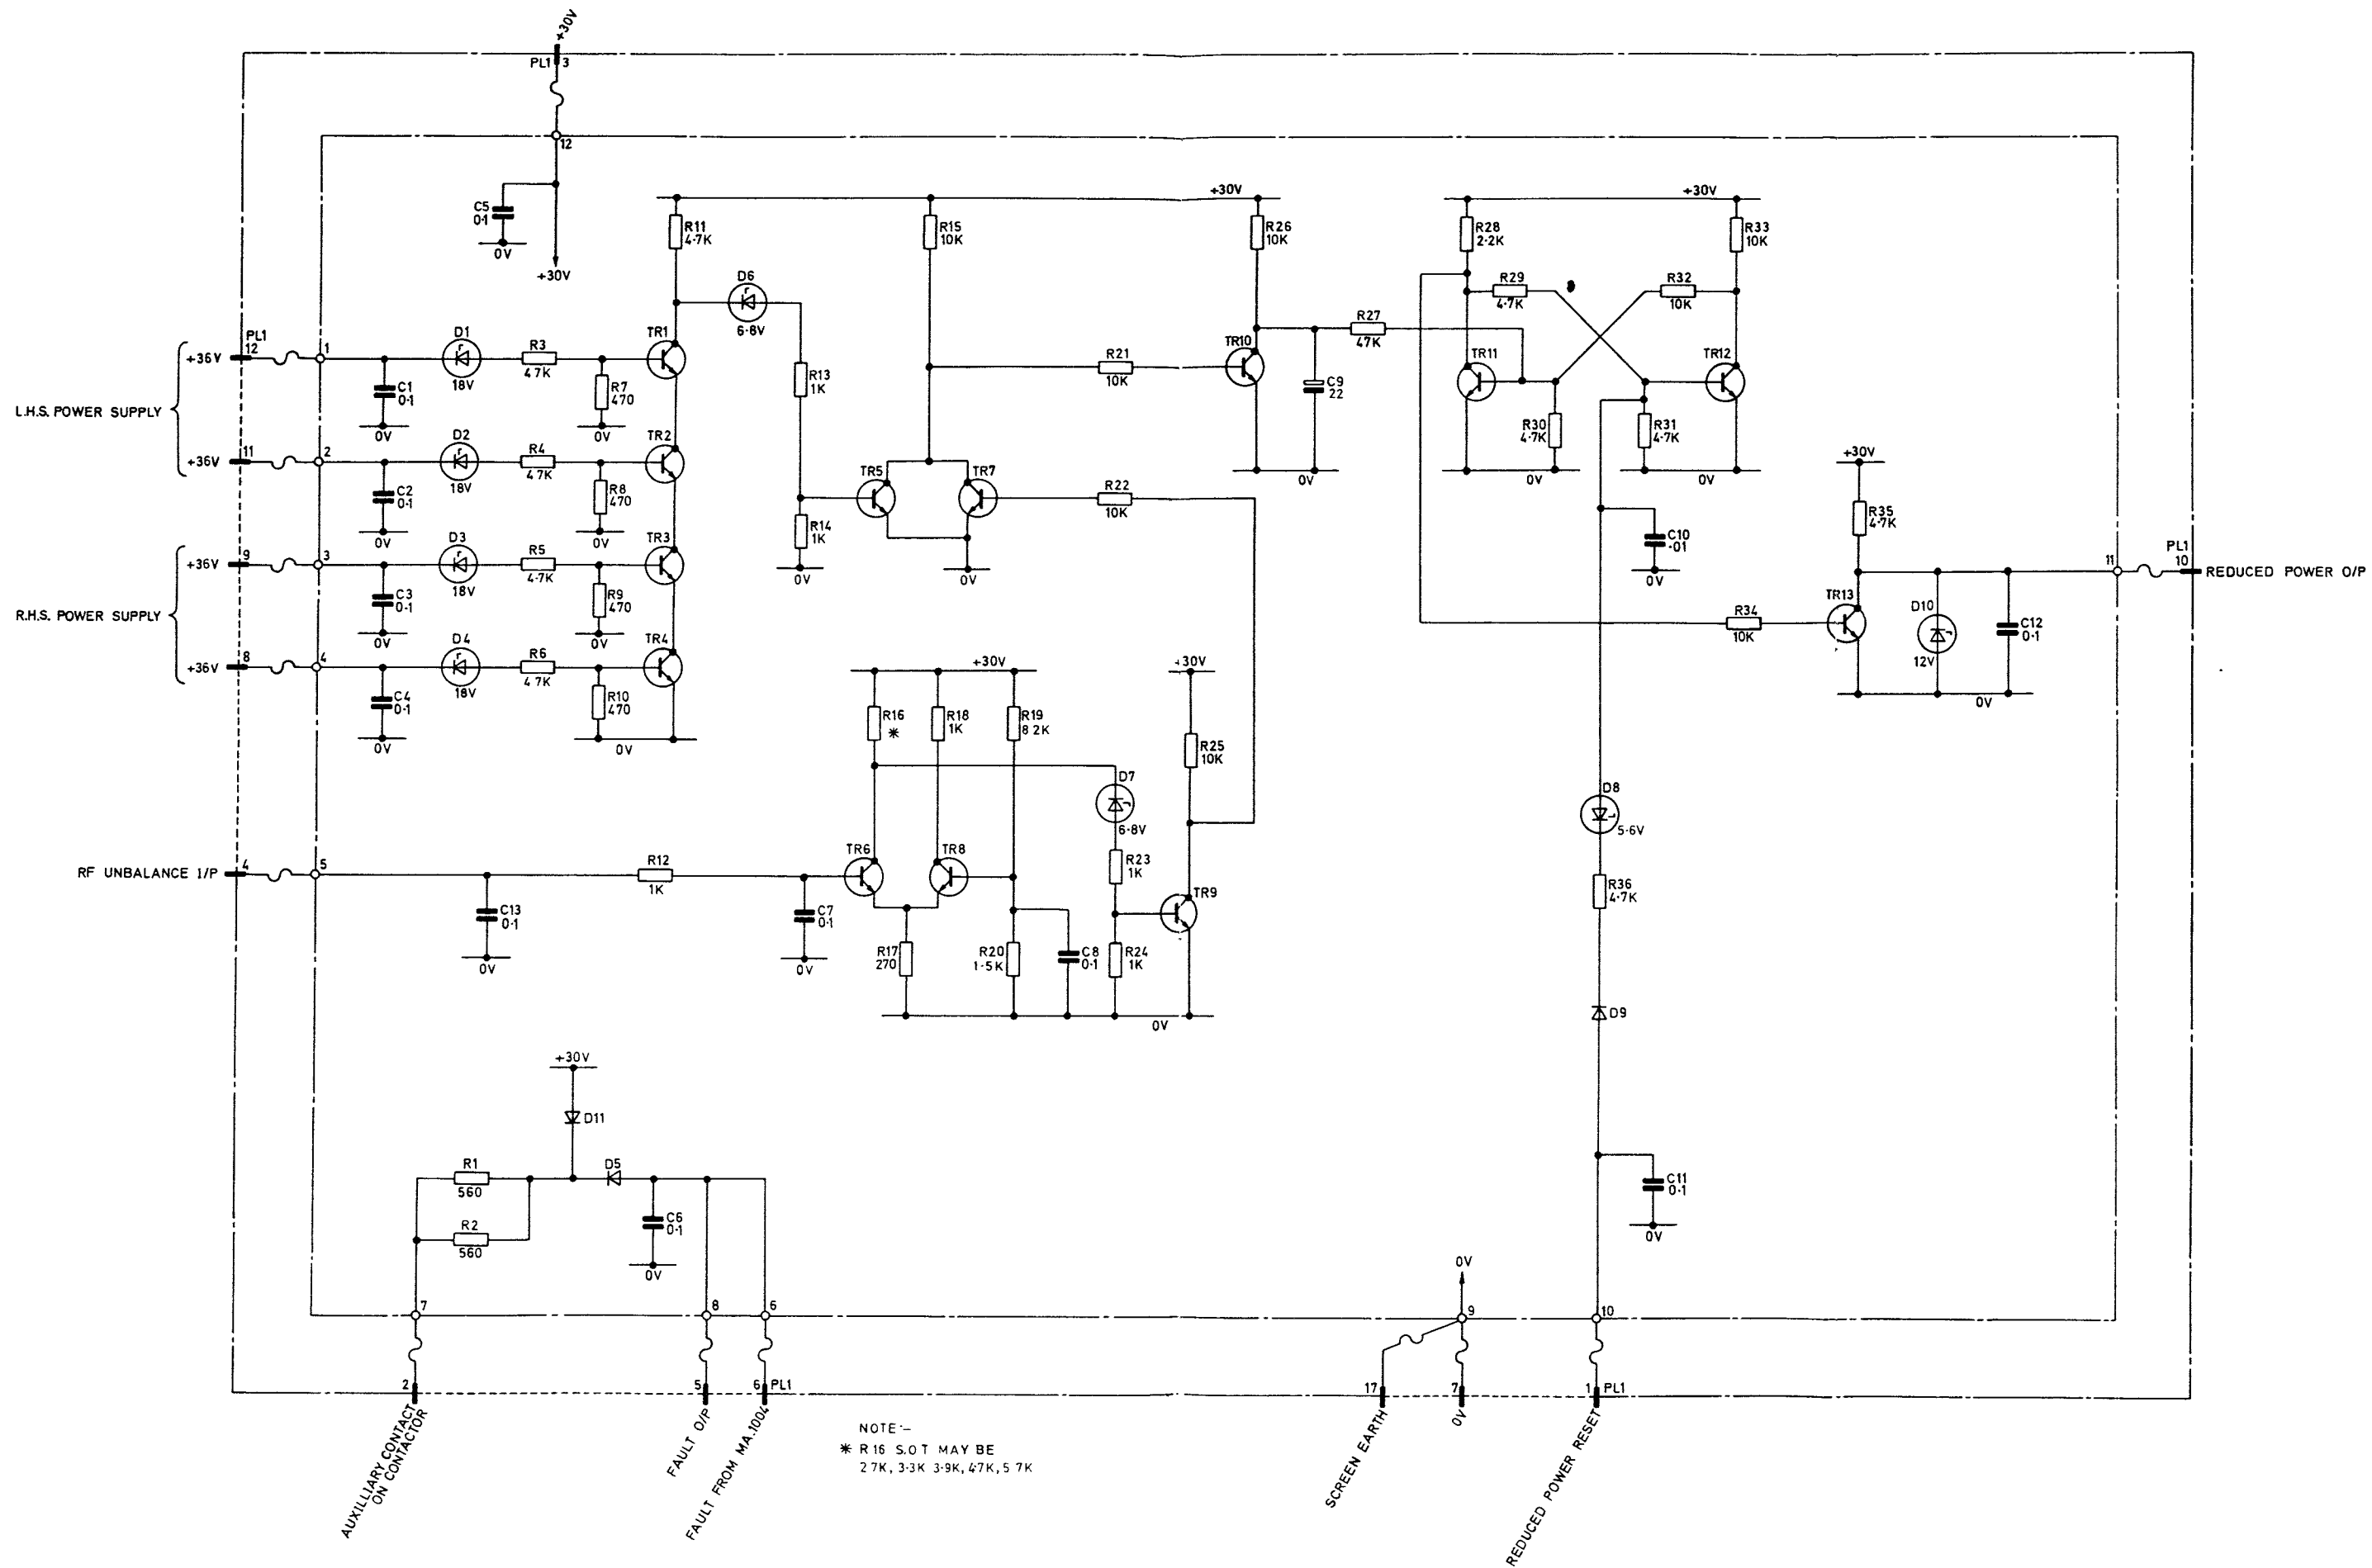 +30V
PL1 3
12
C5
0·1
0V
+30V
+30V
R11
4·7K
R15
10K
R26
10K
+30V
R28
2·2K
R33
10K
D6
6·8V
R29
4·7K
R32
10K
L.H.S. POWER SUPPLY
+36V
PL1
12
1
C1
0·1
0V
D1
18V
R3
4 7K
R7
470
0V
TR1
R13
1K
R21
10K
TR10
R27
47K
C9
22
0V
TR11
TR12
R30
4·7K
R31
4·7K
0V
0V
+36V
11
2
C2
0·1
0V
D2
18V
R4
4 7K
R8
470
0V
TR2
TR5
TR7
R22
10K
R14
1K
0V
0V
+30V
R35
4·7K
C10
·01
0V
R.H.S. POWER SUPPLY
+36V
9
3
C3
0·1
0V
D3
18V
R5
4·7K
R9
470
0V
TR3
11
PL1
10
REDUCED POWER O/P
R34
10K
TR13
D10
12V
C12
0·1
0V
+36V
8
4
C4
0·1
0V
D4
18V
R6
4 7K
R10
470
0V
TR4
+30V
+30V
R16
*
R18
1K
R19
8 2K
R25
10K
D7
6·8V
D8
5·6V
RF UNBALANCE I/P
4
5
C13
0·1
0V
R12
1K
C7
0·1
0V
TR6
TR8
R23
1K
TR9
R36
4·7K
R17
270
R20
1·5K
C8
0·1
R24
1K
0V
D9
+30V
D11
R1
560
D5
R2
560
C6
0·1
0V
C11
0·1
0V
0V
7
8
6
9
10
2
5
6
PL1
17
7
1
PL1
AUXILLIARY CONTACT
ON CONTACTOR
FAULT O/P
FAULT FROM MA.1004
SCREEN EARTH
0V
REDUCED POWER RESET
NOTE:—
* R16 S.O T MAY BE
2 7K, 3·3K 3·9K, 4·7K, 5 7K